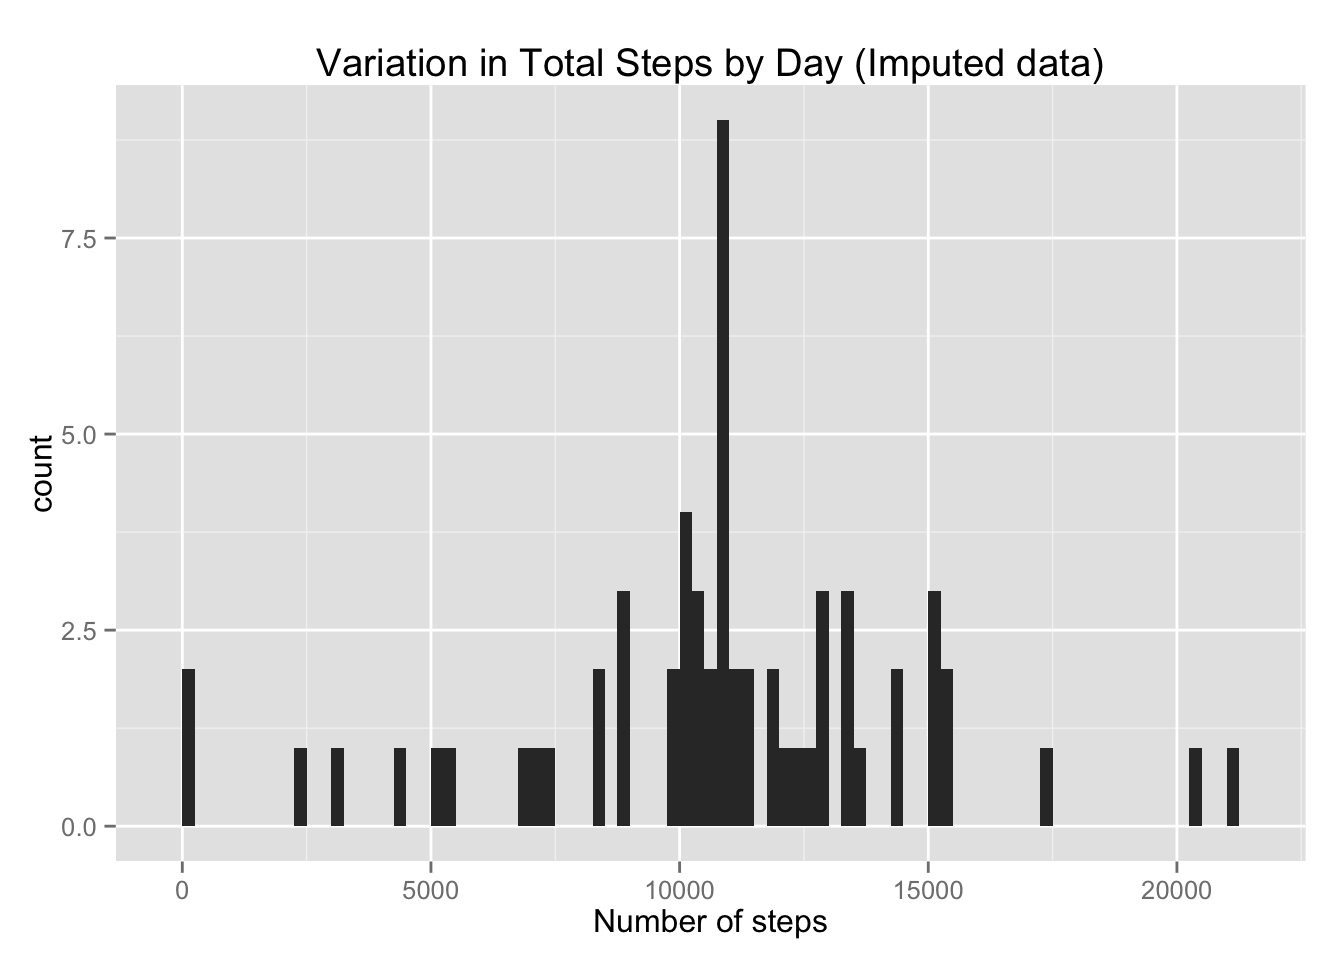 Variation in Total Steps by Day (Imputed data)
7.5
5.0
2.5
0.0
count
0 5000 10000 15000 20000
Number of steps